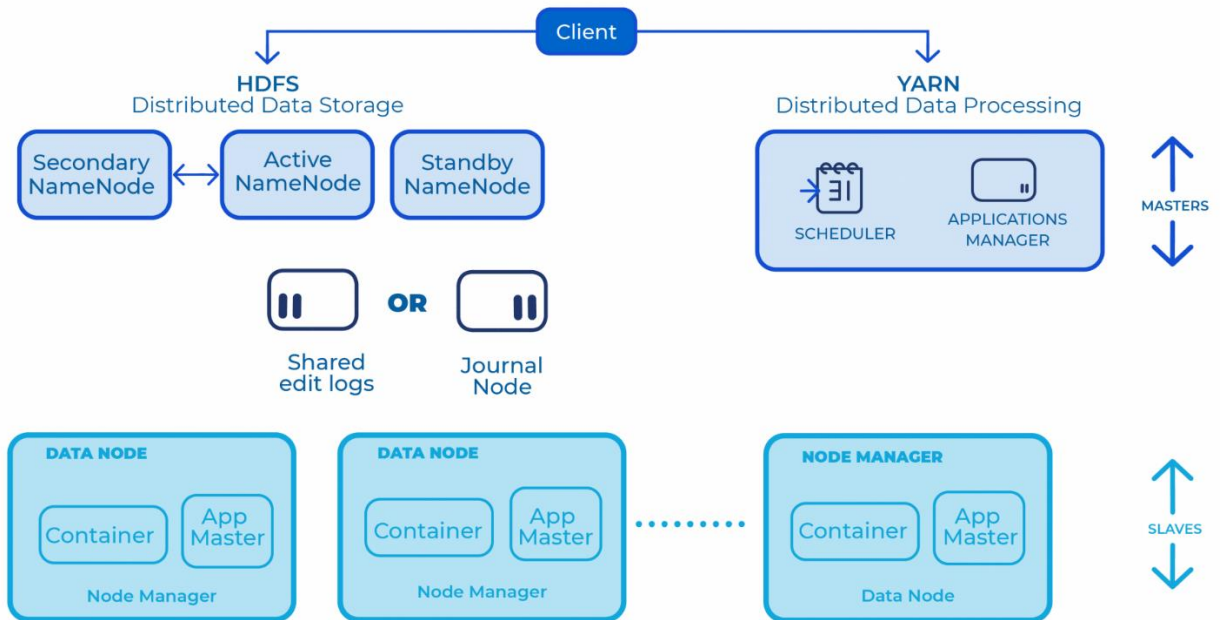 Client
HDFS
Distributed Data Storage
YARN
Distributed Data Processing
Secondary
NameNode
Active
NameNode
Standby
NameNode
31
SCHEDULER
APPLICATIONS
MANAGER
MASTERS
OR
Shared
edit logs
Journal
Node
DATA NODE
Container
App
Master
Node Manager
DATA NODE
Container
App
Master
Node Manager
NODE MANAGER
Container
App
Master
Data Node
SLAVES